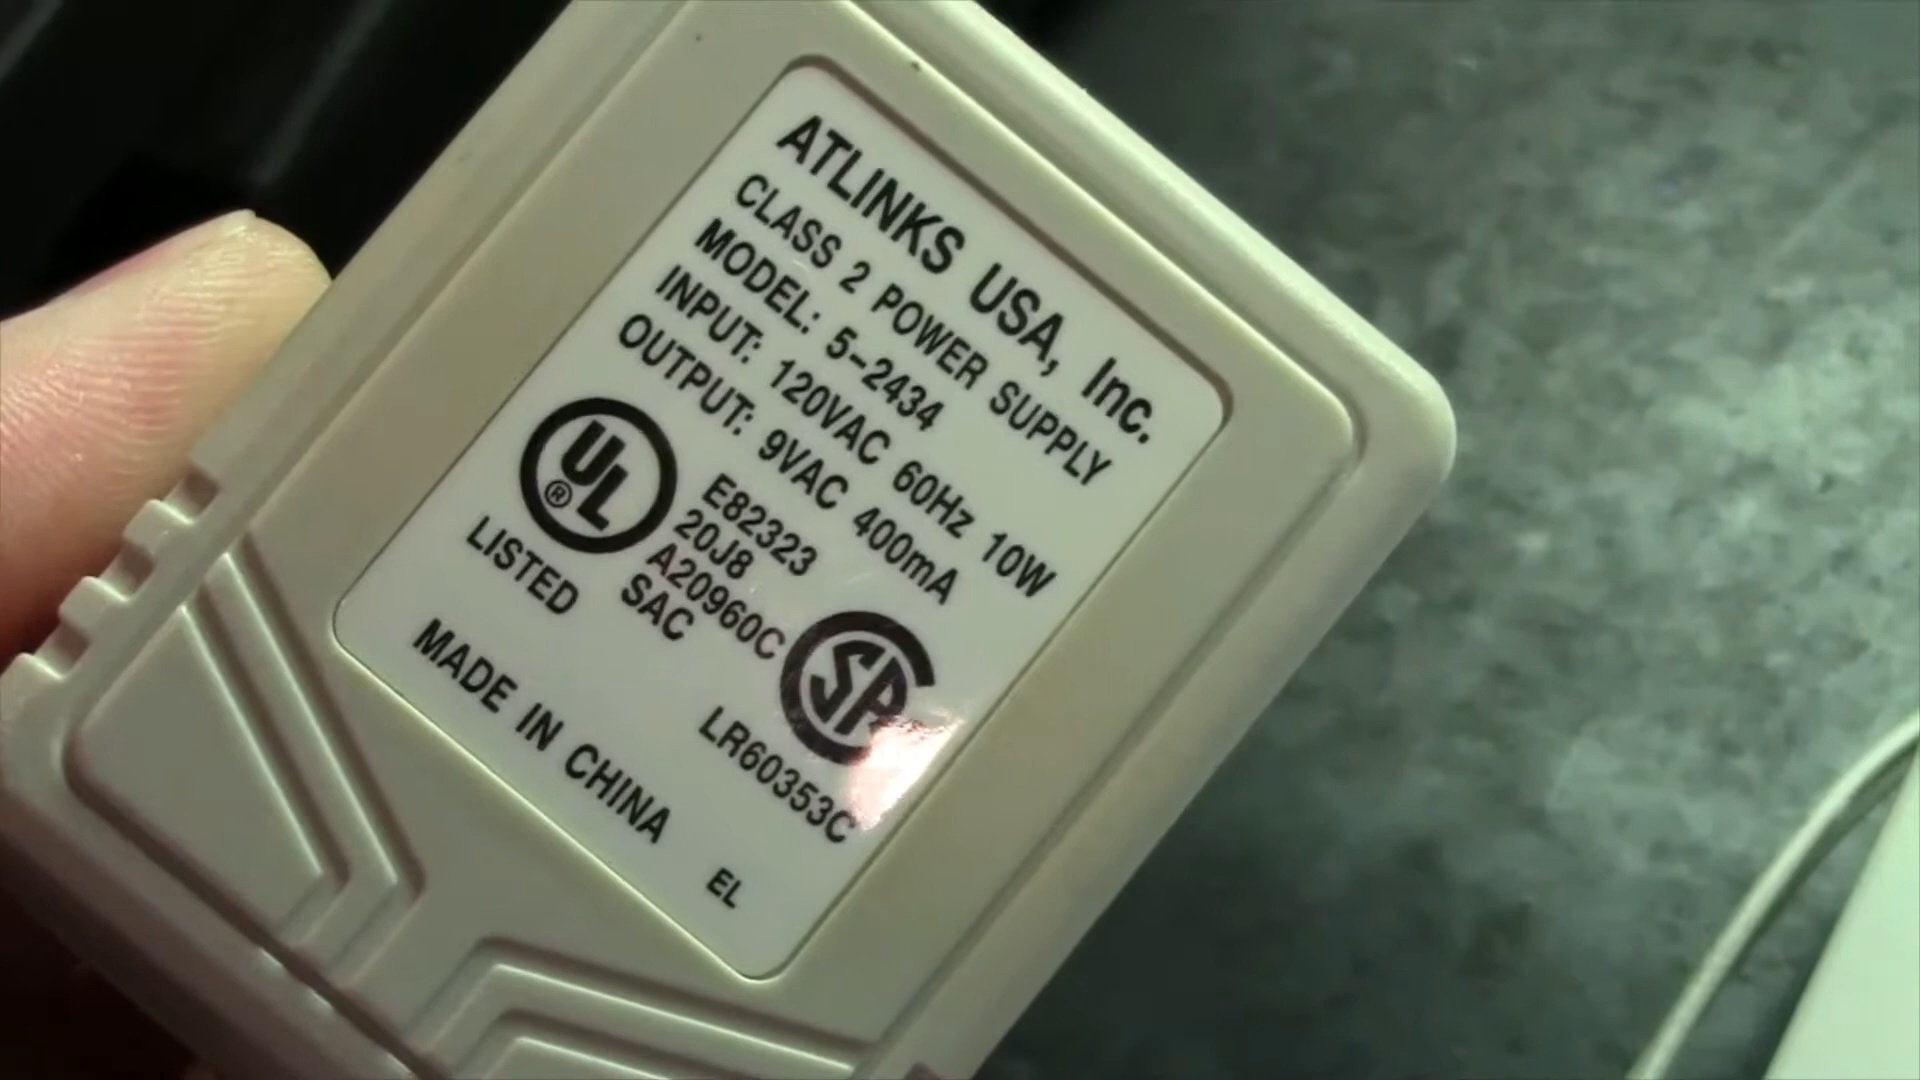 ATLINKS USA, Inc.
CLASS 2 POWER SUPPLY
MODEL: 5-2434
INPUT: 120VAC 60Hz 10W
OUTPUT: 9VAC 400mA
UL
®
LISTED
E82323
20J8
A20960C
SAC
SA
LR60353C
MADE IN CHINA
EL